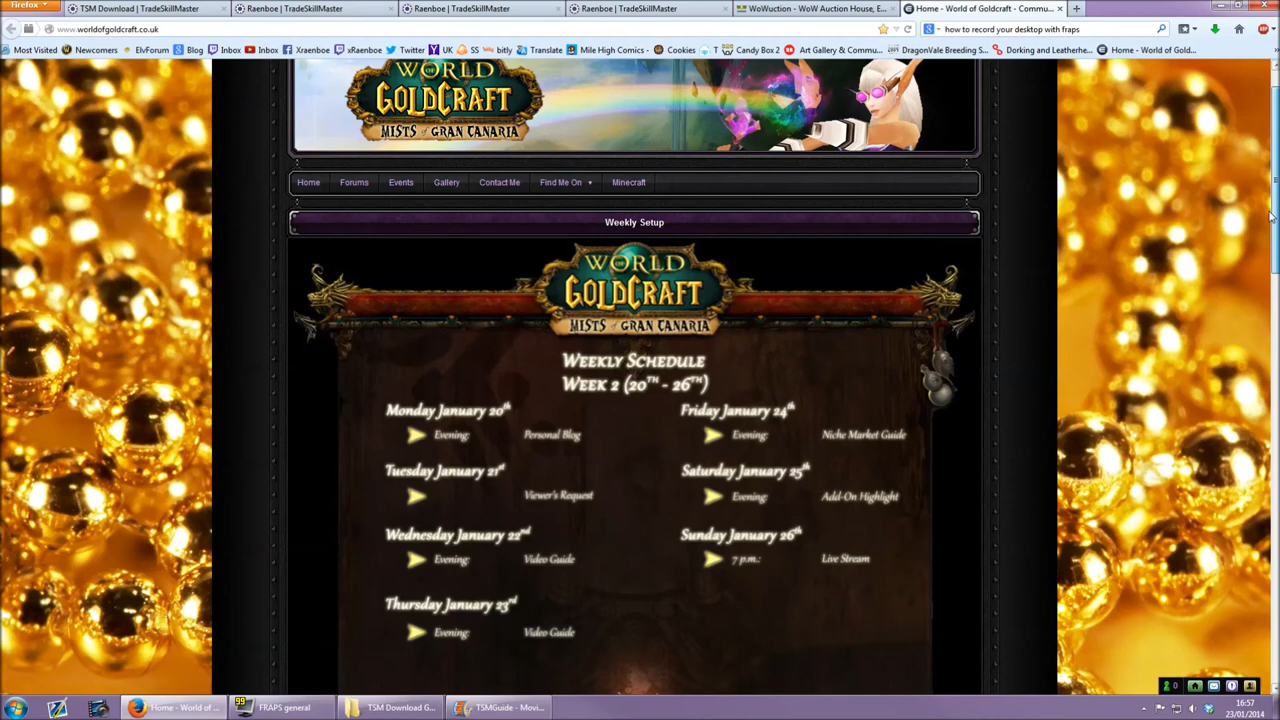 Firefox
TSM Download | TradeSkillMaster
Raenboe | TradeSkillMaster
Raenboe | TradeSkillMaster
Raenboe | TradeSkillMaster
WoWuction - WoW Auction House, E...
Home - World of Goldcraft - Commu...
www.worldofgoldcraft.co.uk
how to record your desktop with fraps
Most Visited
Newcomers
ElvForum
Blog
Inbox
Inbox
Xraenboe
xRaenboe
Twitter
UK
SS
bitly
Translate
Mile High Comics -
Cookies
Candy Box 2
Art Gallery & Commu...
DragonVale Breeding S...
Dorking and Leatherhe...
Home - World of Gold...
World of
GoldCraft
Mists of Gran Canaria
Home
Forums
Events
Gallery
Contact Me
Find Me On
Minecraft
Weekly Setup
World of
GoldCraft
Mists of Gran Canaria
Weekly Schedule
Week 2 (20th - 26th)
Monday January 20th
Evening: Personal Blog
Tuesday January 21st
Viewer's Request
Wednesday January 22nd
Evening: Video Guide
Thursday January 23rd
Evening: Video Guide
Friday January 24th
Evening: Niche Market Guide
Saturday January 25th
Evening: Add-On Highlight
Sunday January 26th
7 p.m.: Live Stream
0
Home - World of ...
99
FRAPS general
TSM Download G...
TSMGuide - Movi...
16:57
23/01/2014